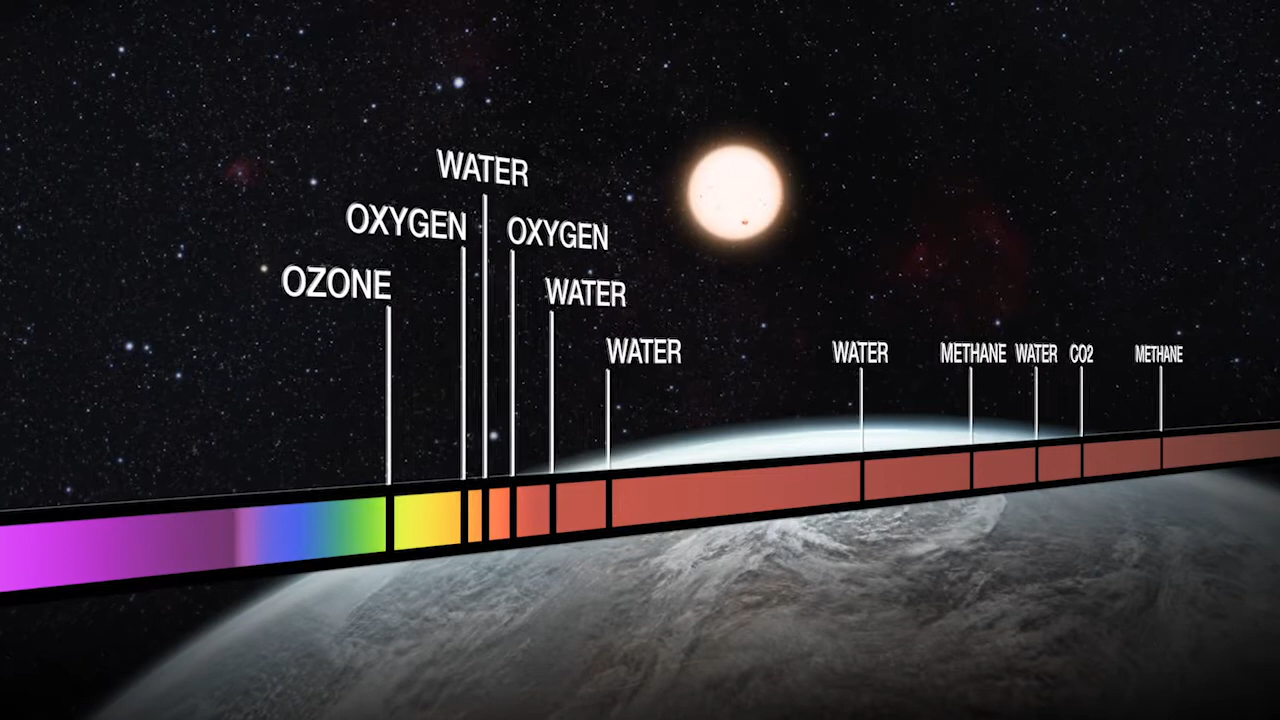 OZONE
OXYGEN
WATER
OXYGEN
WATER
WATER
WATER
METHANE
WATER
CO2
METHANE